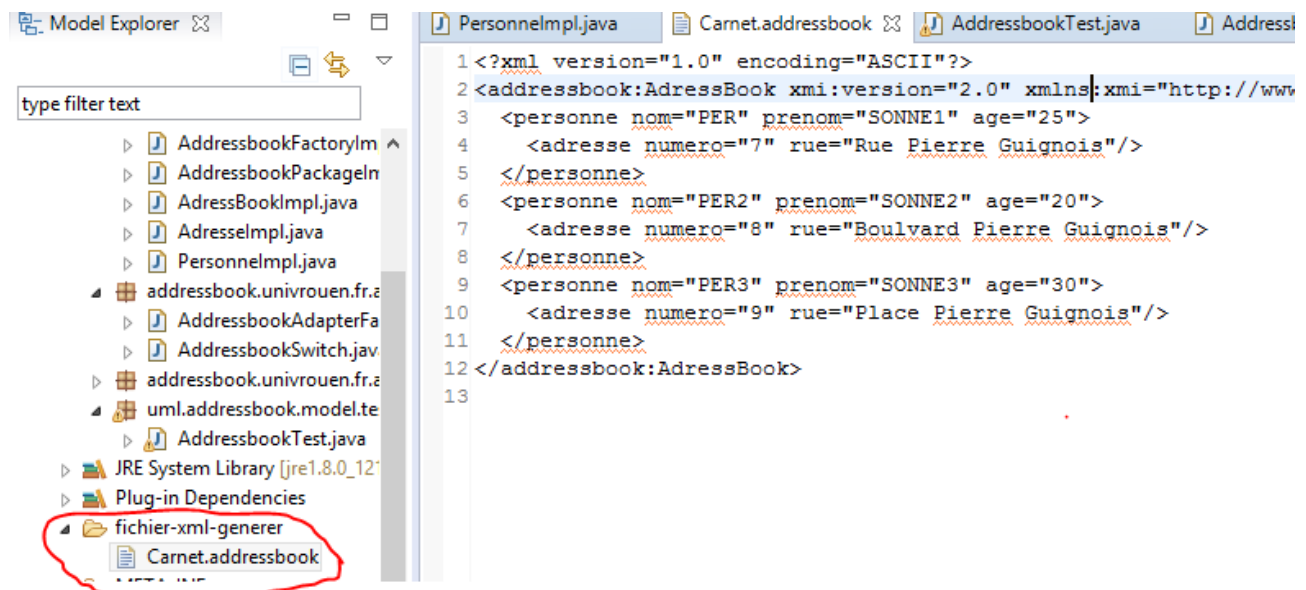 Model Explorer
type filter text
AddressbookFactoryIm
AddressbookPackageIm
AdressBookImpl.java
AdresseImpl.java
PersonneImpl.java
addressbook.univrouen.fr.a
AddressbookAdapterFa
AddressbookSwitch.jav
addressbook.univrouen.fr.a
uml.addressbook.model.te
AddressbookTest.java
JRE System Library [jre1.8.0_121
Plug-in Dependencies
fichier-xml-generer
Carnet.addressbook
PersonneImpl.java Carnet.addressbook AddressbookTest.java Addressb
1 <?xml version="1.0" encoding="ASCII"?>
2 <addressbook:AdressBook xmi:version="2.0" xmlns:xmi="http://www
3 <personne nom="PER" prenom="SONNE1" age="25">
4 <adresse numero="7" rue="Rue Pierre Guignois"/>
5 </personne>
6 <personne nom="PER2" prenom="SONNE2" age="20">
7 <adresse numero="8" rue="Boulvard Pierre Guignois"/>
8 </personne>
9 <personne nom="PER3" prenom="SONNE3" age="30">
10 <adresse numero="9" rue="Place Pierre Guignois"/>
11 </personne>
12 </addressbook:AdressBook>
13